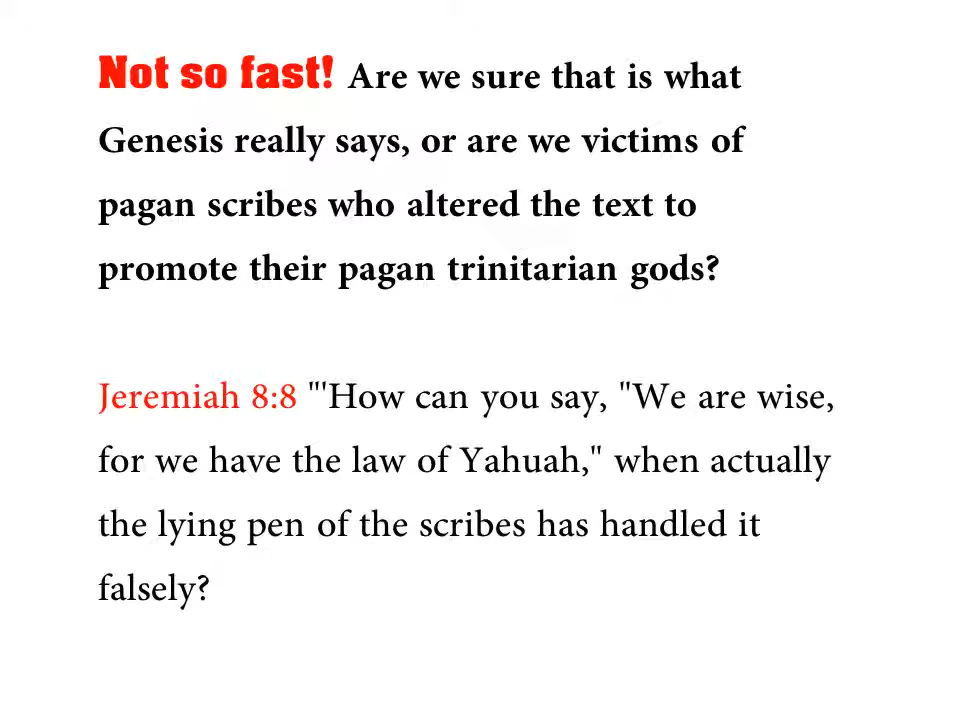 Not so fast! Are we sure that is what
Genesis really says, or are we victims of
pagan scribes who altered the text to
promote their pagan trinitarian gods?
Jeremiah 8:8 "'How can you say, "We are wise,
for we have the law of Yahuah," when actually
the lying pen of the scribes has handled it
falsely?